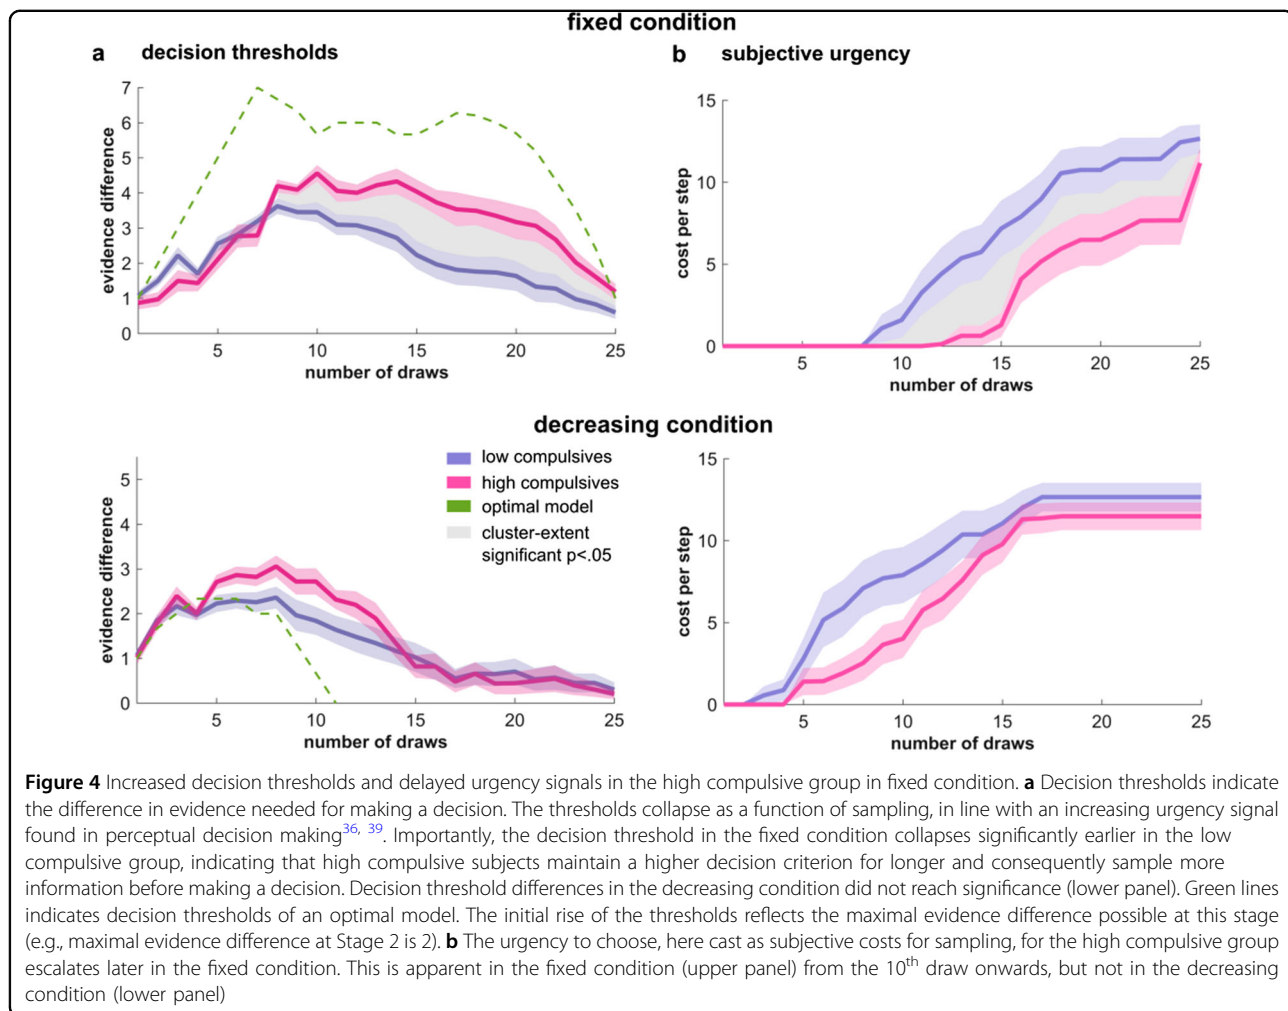 fixed condition
a decision thresholds
7
6
5
4
3
2
1
0
evidence difference
5 10 15 20 25
number of draws
b subjective urgency
15
10
5
0
cost per step
5 10 15 20 25
number of draws
decreasing condition
5
4
3
2
1
0
evidence difference
5 10 15 20 25
number of draws
low compulsives
high compulsives
optimal model
cluster-extent
significant p<.05
15
10
5
0
cost per step
5 10 15 20 25
number of draws
Figure 4 Increased decision thresholds and delayed urgency signals in the high compulsive group in fixed condition. a Decision thresholds indicate
the difference in evidence needed for making a decision. The thresholds collapse as a function of sampling, in line with an increasing urgency signal
found in perceptual decision making36, 39. Importantly, the decision threshold in the fixed condition collapses significantly earlier in the low
compulsive group, indicating that high compulsive subjects maintain a higher decision criterion for longer and consequently sample more
information before making a decision. Decision threshold differences in the decreasing condition did not reach significance (lower panel). Green lines
indicates decision thresholds of an optimal model. The initial rise of the thresholds reflects the maximal evidence difference possible at this stage
(e.g., maximal evidence difference at Stage 2 is 2). b The urgency to choose, here cast as subjective costs for sampling, for the high compulsive group
escalates later in the fixed condition. This is apparent in the fixed condition (upper panel) from the 10th draw onwards, but not in the decreasing
condition (lower panel)